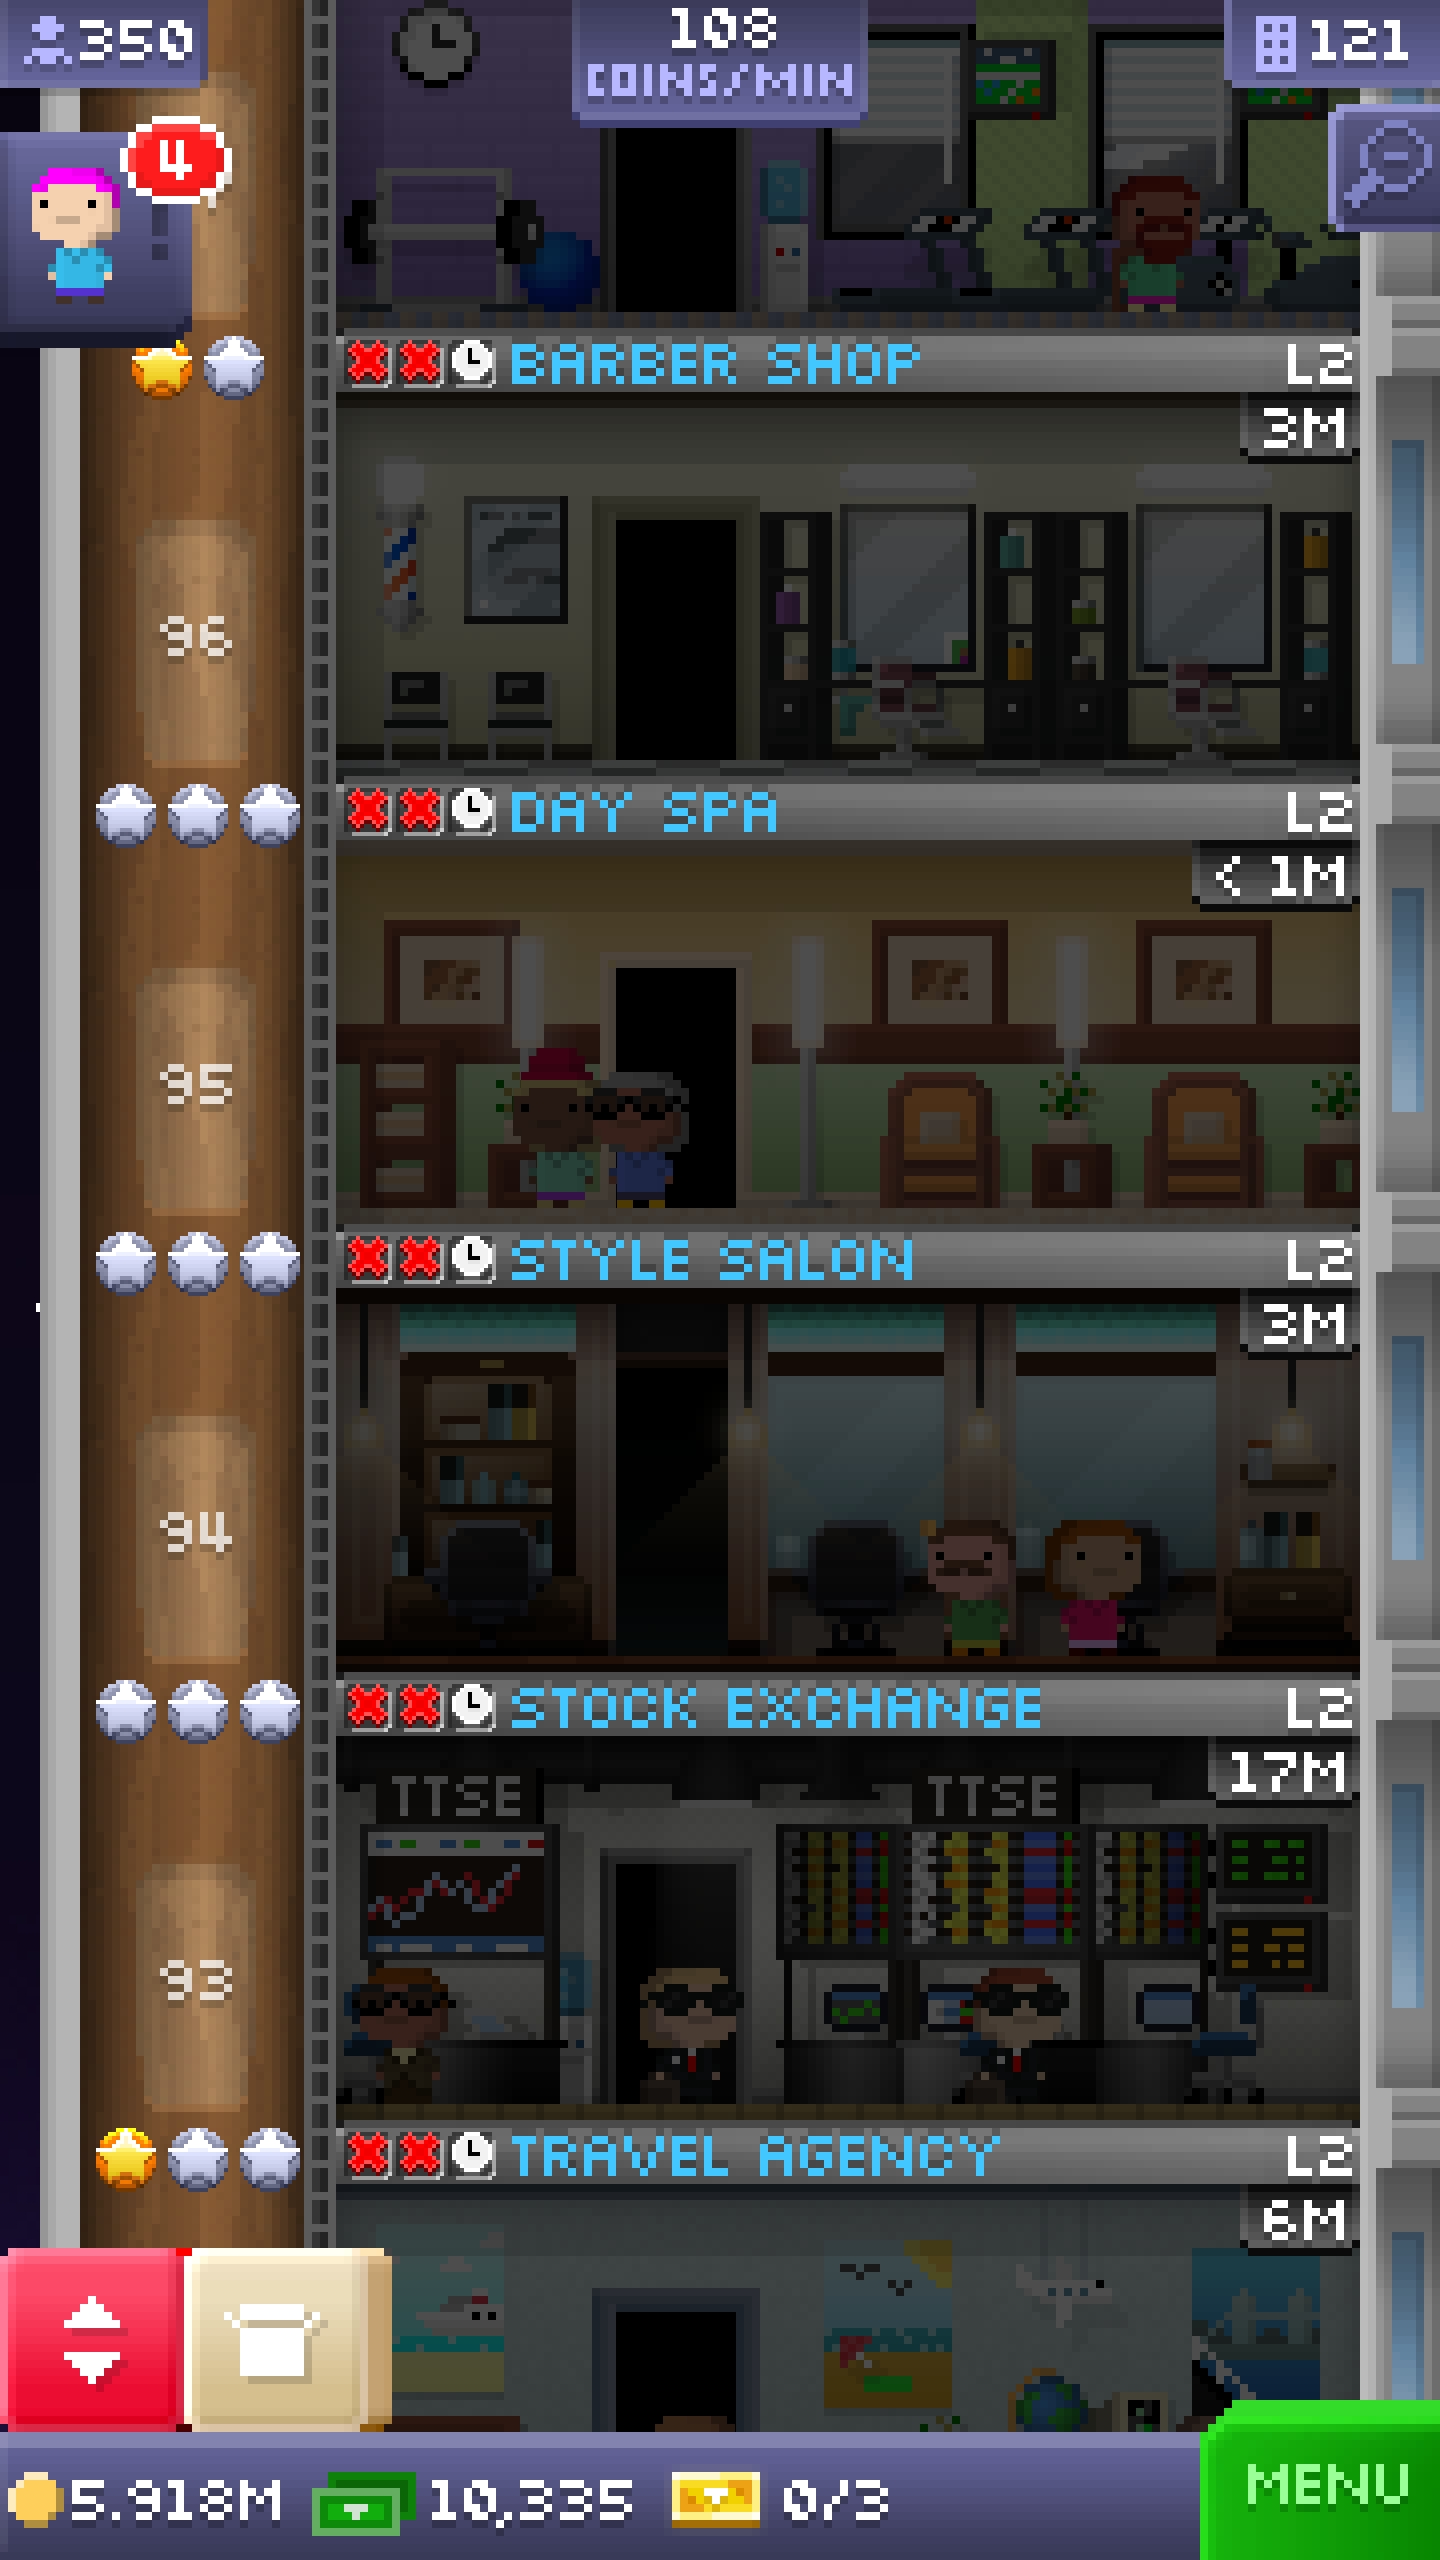 350
108
COINS/MIN
121
4
BARBER SHOP L2
3M
96
DAY SPA L2
< 1M
95
STYLE SALON L2
3M
94
STOCK EXCHANGE L2
17M
TTSE TTSE
93
TRAVEL AGENCY L2
6M
5.918M 10,335 0/3 MENU